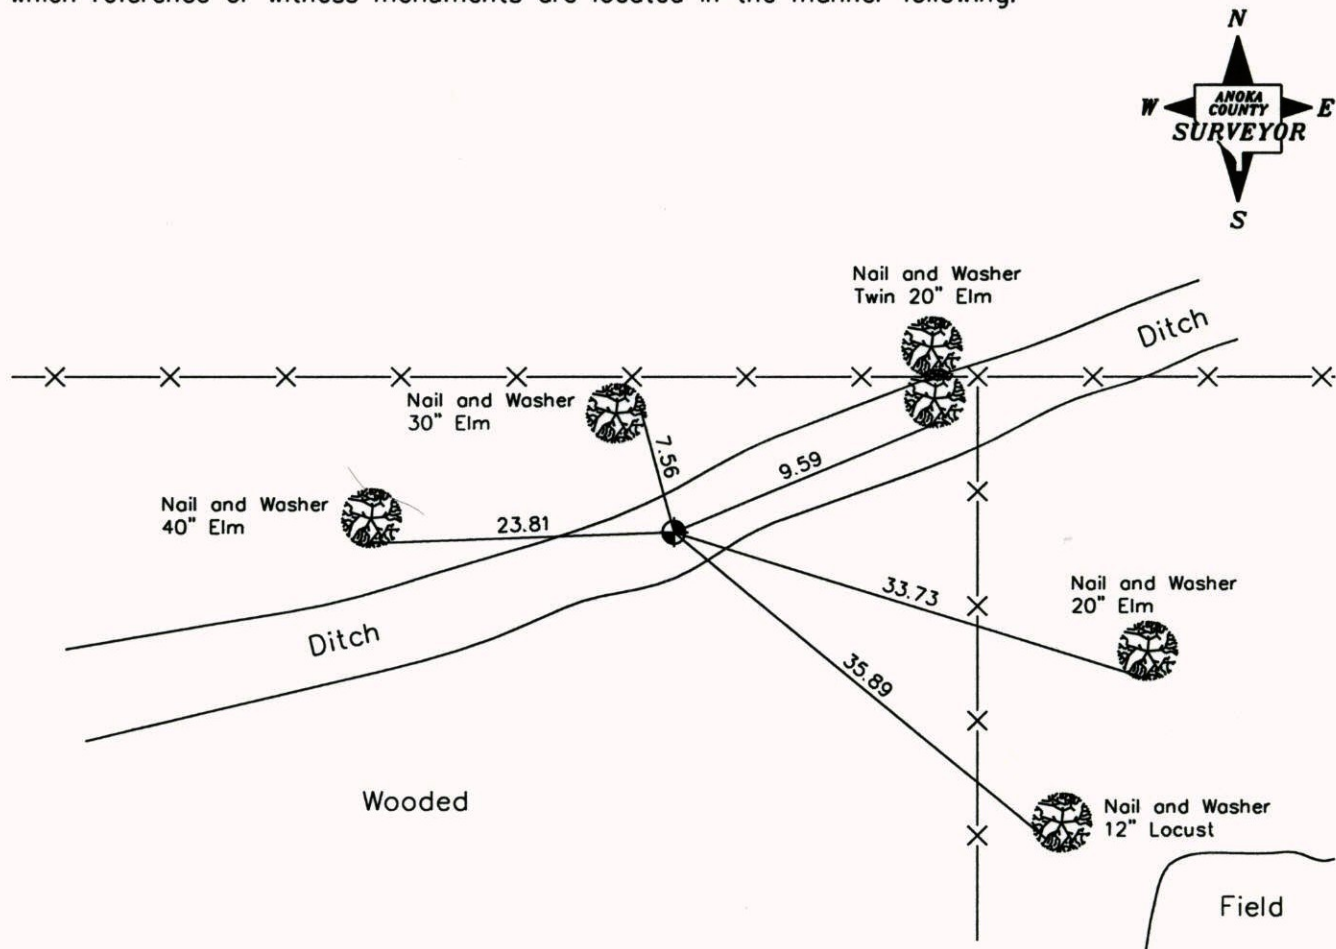 which reference or witness monuments are located in the manner following:
N
W
ANOKA
COUNTY
E
SURVEYOR
S
Nail and Washer
Twin 20" Elm
Ditch
Nail and Washer
30" Elm
7.56
9.59
Nail and Washer
40" Elm
23.81
33.73
Nail and Washer
20" Elm
Ditch
35.89
Wooded
Nail and Washer
12" Locust
Field